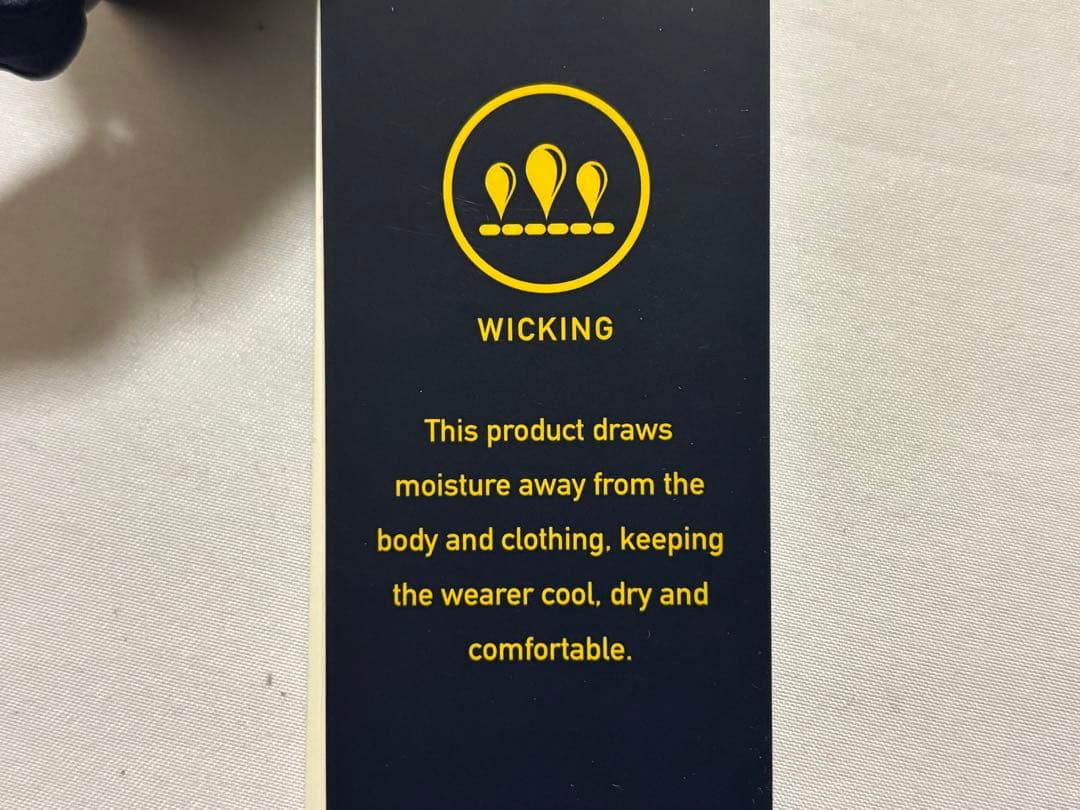 WICKING
This product draws
moisture away from the
body and clothing, keeping
the wearer cool, dry and
comfortable.